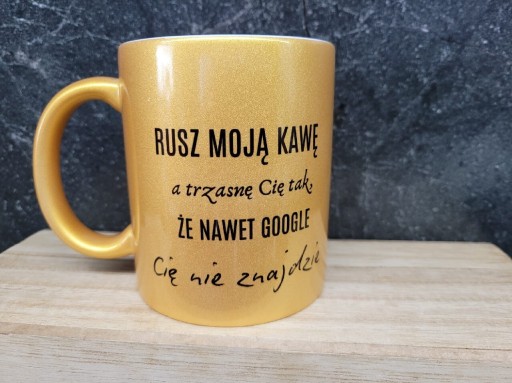 RUSZ MOJĄ KAWĘ
a trzasnę Cię tak,
ŻE NAWET GOOGLE
Cię nie znajdzie